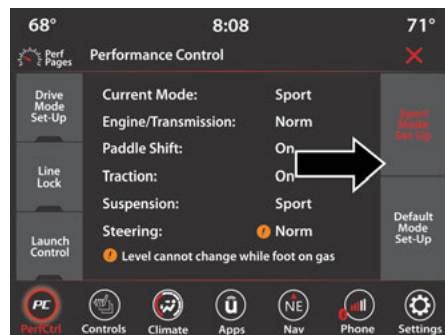 68°
8:08
71°
Perf Pages
Performance Control
Drive Mode Set-Up
Current Mode: Sport
Engine/Transmission: Norm
Paddle Shift: On
Traction: On
Suspension: Sport
Steering: ! Norm
! Level cannot change while foot on gas
Line Lock
Launch Control
Sport Mode Set-Up
Default Mode Set-Up
PC
PerfCtrl
Controls
Climate
û
Apps
NE
Nav
Phone
Settings